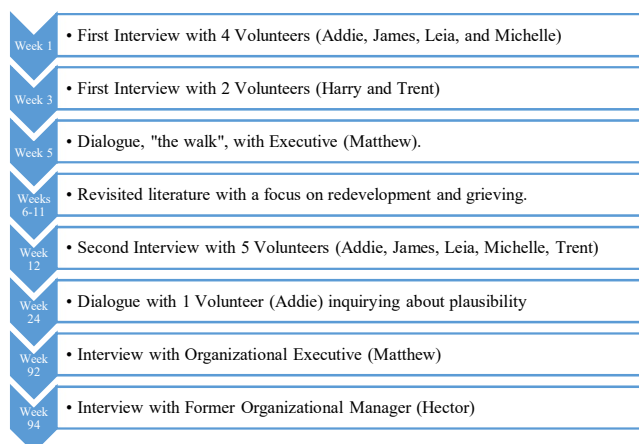 Week 1
• First Interview with 4 Volunteers (Addie, James, Leia, and Michelle)
Week 3
• First Interview with 2 Volunteers (Harry and Trent)
Week 5
• Dialogue, "the walk", with Executive (Matthew).
Weeks
6-11
• Revisited literature with a focus on redevelopment and grieving.
Week
12
• Second Interview with 5 Volunteers (Addie, James, Leia, Michelle, Trent)
Week
24
• Dialogue with 1 Volunteer (Addie) inquirying about plausibility
Week
92
• Interview with Organizational Executive (Matthew)
Week
94
• Interview with Former Organizational Manager (Hector)